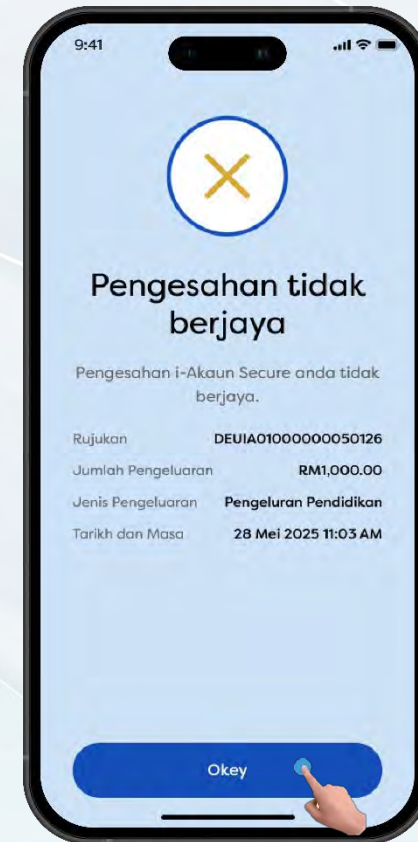 9:41
Pengesahan tidak
berjaya
Pengesahan i-Akaun Secure anda tidak
berjaya.
Rujukan DEUIA01000000050126
Jumlah Pengeluaran RM1,000.00
Jenis Pengeluaran Pengeluran Pendidikan
Tarikh dan Masa 28 Mei 2025 11:03 AM
Okey